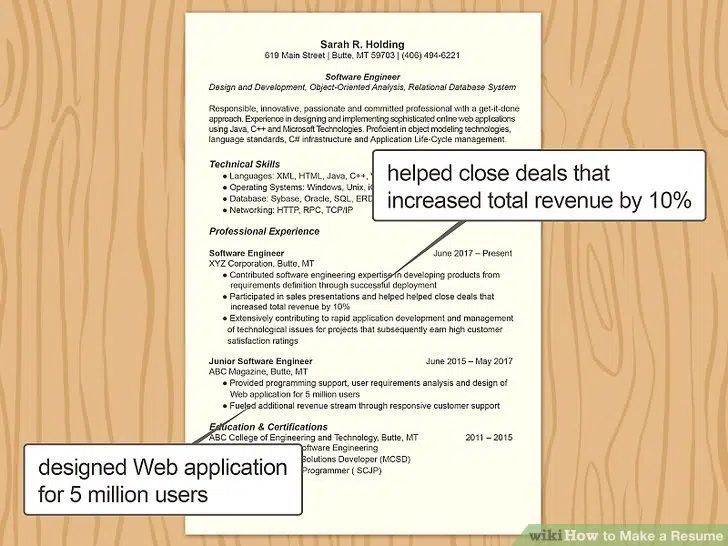 Sarah R. Holding
619 Main Street | Butte, MT 59703 | (406) 494-6221
Software Engineer
Design and Development, Object-Oriented Analysis, Relational Database System
Responsible, innovative, passionate and committed professional with a get-it-done
approach. Experience in designing and implementing sophisticated online web applications
using Java, C++ and Microsoft Technologies. Proficient in object modeling technologies,
language standards, C# infrastructure and Application Life-Cycle management.
Technical Skills
● Languages: XML, HTML, Java, C++,
● Operating Systems: Windows, Unix,
● Database: Sybase, Oracle, SQL, ERD
● Networking: HTTP, RPC, TCP/IP
helped close deals that
increased total revenue by 10%
Professional Experience
Software Engineer June 2017 – Present
XYZ Corporation, Butte, MT
● Contributed software engineering expertise in developing products from
requirements definition through successful deployment
● Participated in sales presentations and helped helped close deals that
increased total revenue by 10%
● Extensively contributing to rapid application development and management
of technological issues for projects that subsequently earn high customer
satisfaction ratings
Junior Software Engineer June 2015 – May 2017
ABC Magazine, Butte, MT
● Provided programming support, user requirements analysis and design of
Web application for 5 million users
● Fueled additional revenue stream through responsive customer support
Education & Certifications
ABC College of Engineering and Technology, Butte, MT 2011 – 2015
Software Engineering
Solutions Developer (MCSD)
Programmer ( SCJP)
designed Web application
for 5 million users
wikiHow to Make a Resume